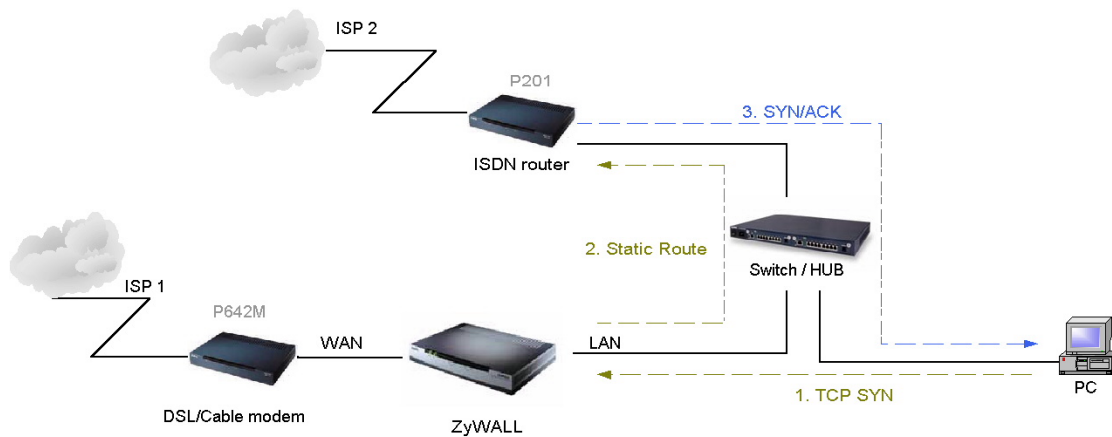 ISP 2
P201
3. SYN/ACK
ISDN router
2. Static Route
Switch / HUB
ISP 1
P642M
WAN
LAN
PC
1. TCP SYN
DSL/Cable modem
ZyWALL